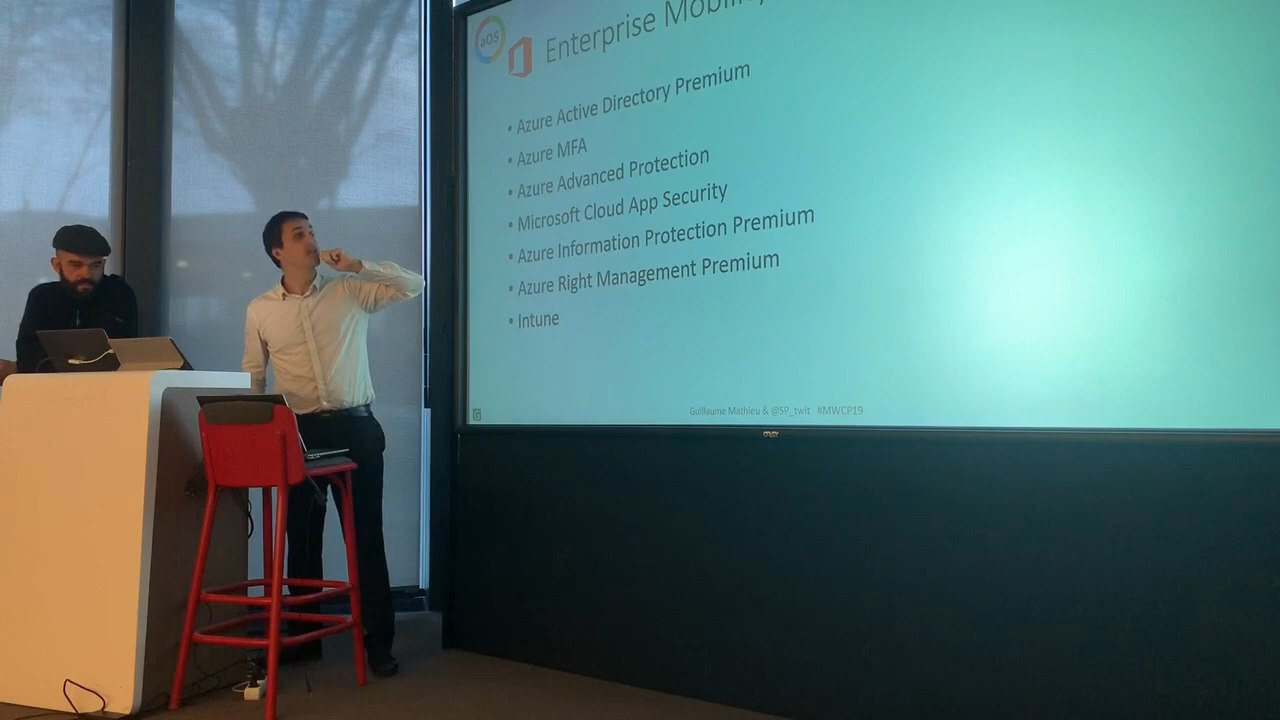 aOS
Enterprise Mobility
• Azure Active Directory Premium
• Azure MFA
• Azure Advanced Protection
• Microsoft Cloud App Security
• Azure Information Protection Premium
• Azure Right Management Premium
• Intune
Guillaume Mathieu & @SP_twit #MWCP19